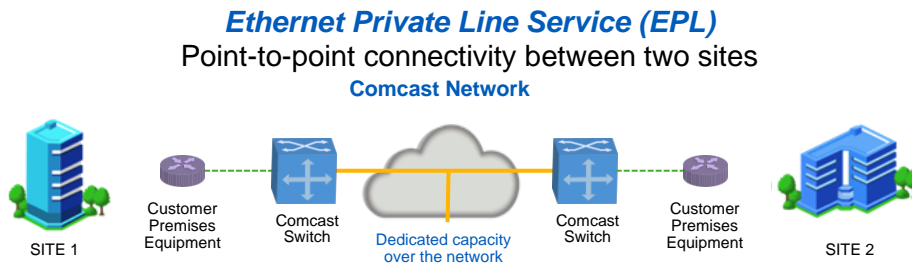 Ethernet Private Line Service (EPL)
Point-to-point connectivity between two sites
Comcast Network
Customer
Premises
Equipment
Comcast
Switch
Dedicated capacity
over the network
Comcast
Switch
Customer
Premises
Equipment
SITE 1
SITE 2